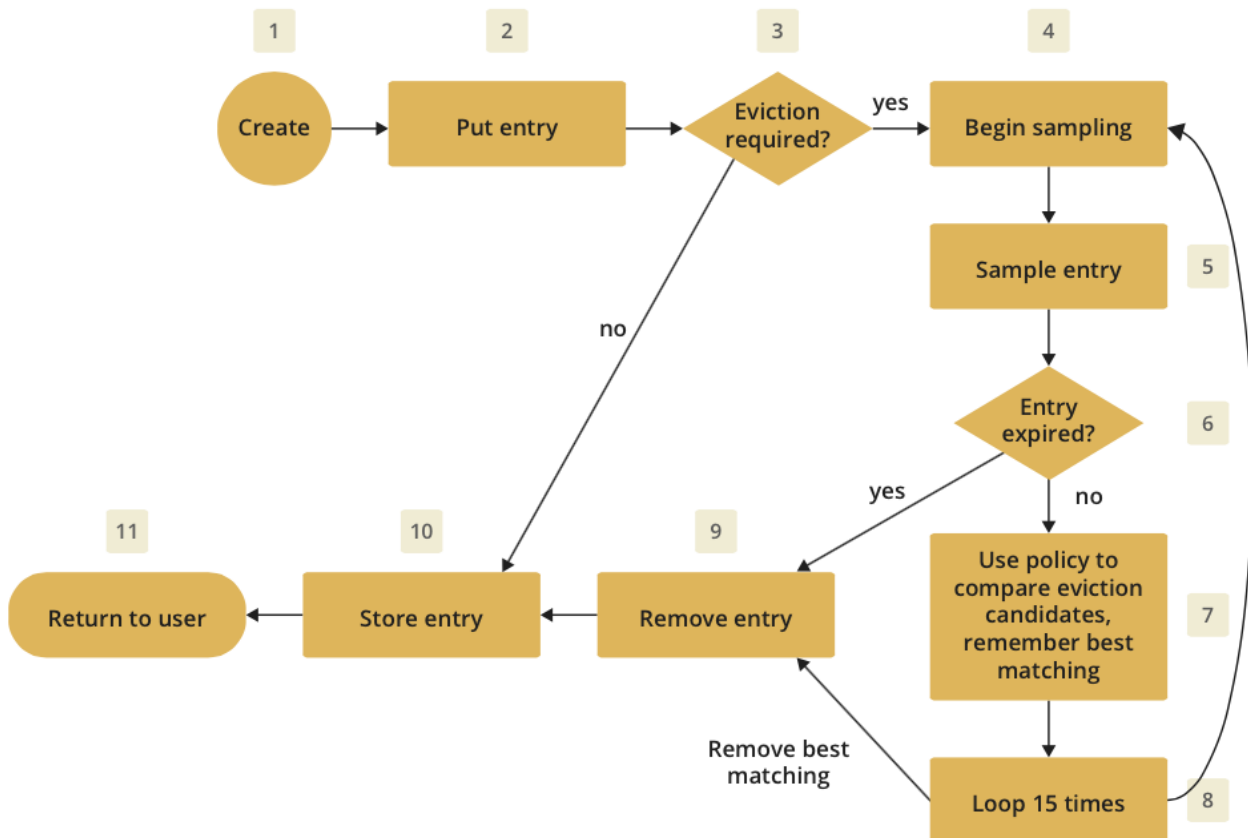 1
2
3
4
Create
Put entry
Eviction
required?
yes
Begin sampling
Sample entry
5
no
Entry
expired?
6
yes
no
11
10
9
Use policy to
compare eviction
candidates,
remember best
matching
7
Return to user
Store entry
Remove entry
Remove best
matching
Loop 15 times
8